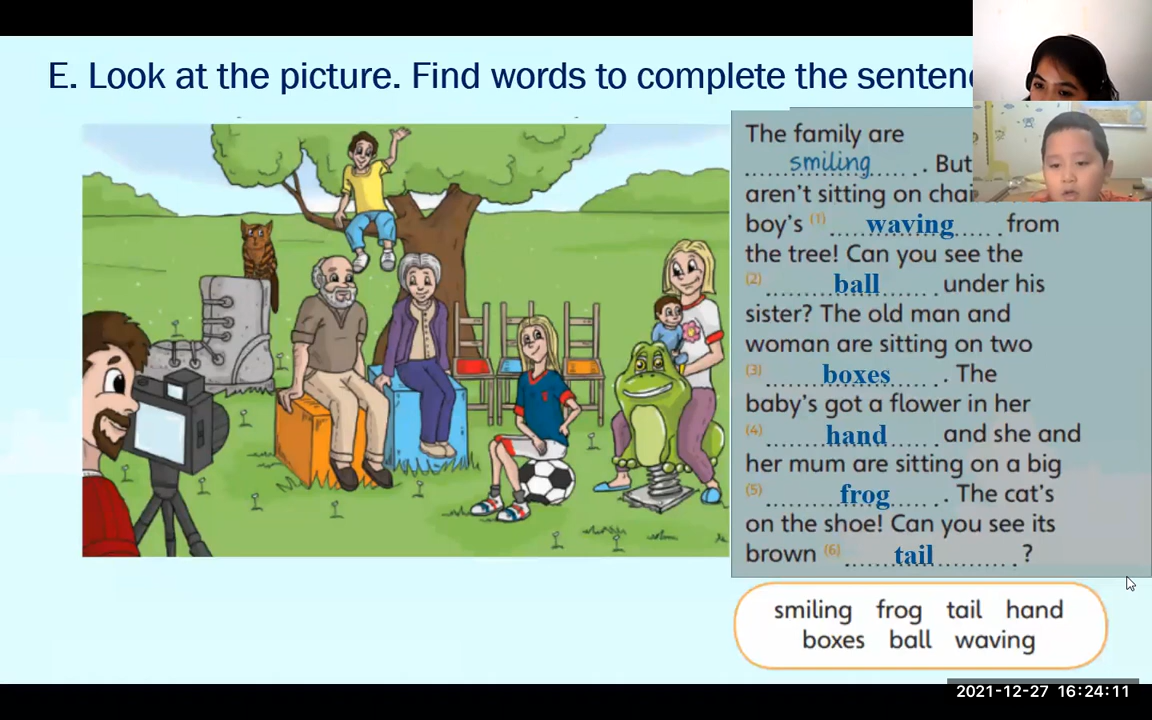 E. Look at the picture. Find words to complete the
The family are
smiling. But
aren't sitting on
boy's (1) waving from
the tree! Can you see the
(2) ball under his
sister? The old man and
woman are sitting on two
(3) boxes. The
baby's got a flower in her
(4) hand and she and
her mum are sitting on a big
(5) frog. The cat's
on the shoe! Can you see its
brown (6) tail?
smiling frog tail hand
boxes ball waving
2021-12-27 16:24:11